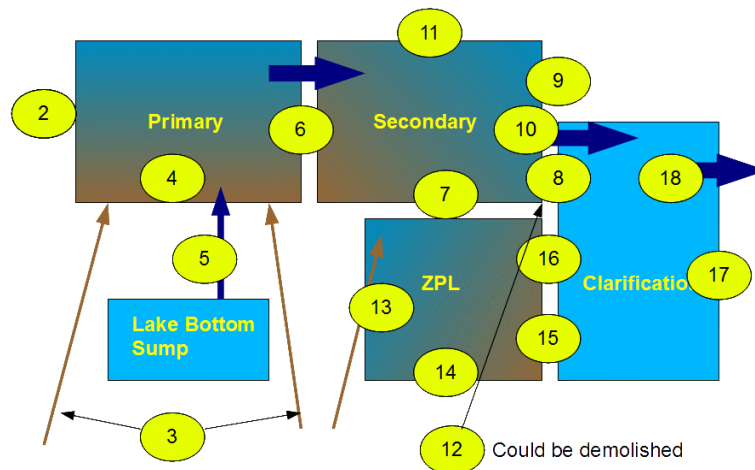 11
2
9
Primary
6
Secondary
10
4
8
18
7
5
16
ZPL
17
Clarification
13
Lake Bottom
Sump
15
14
3
12
Could be demolished